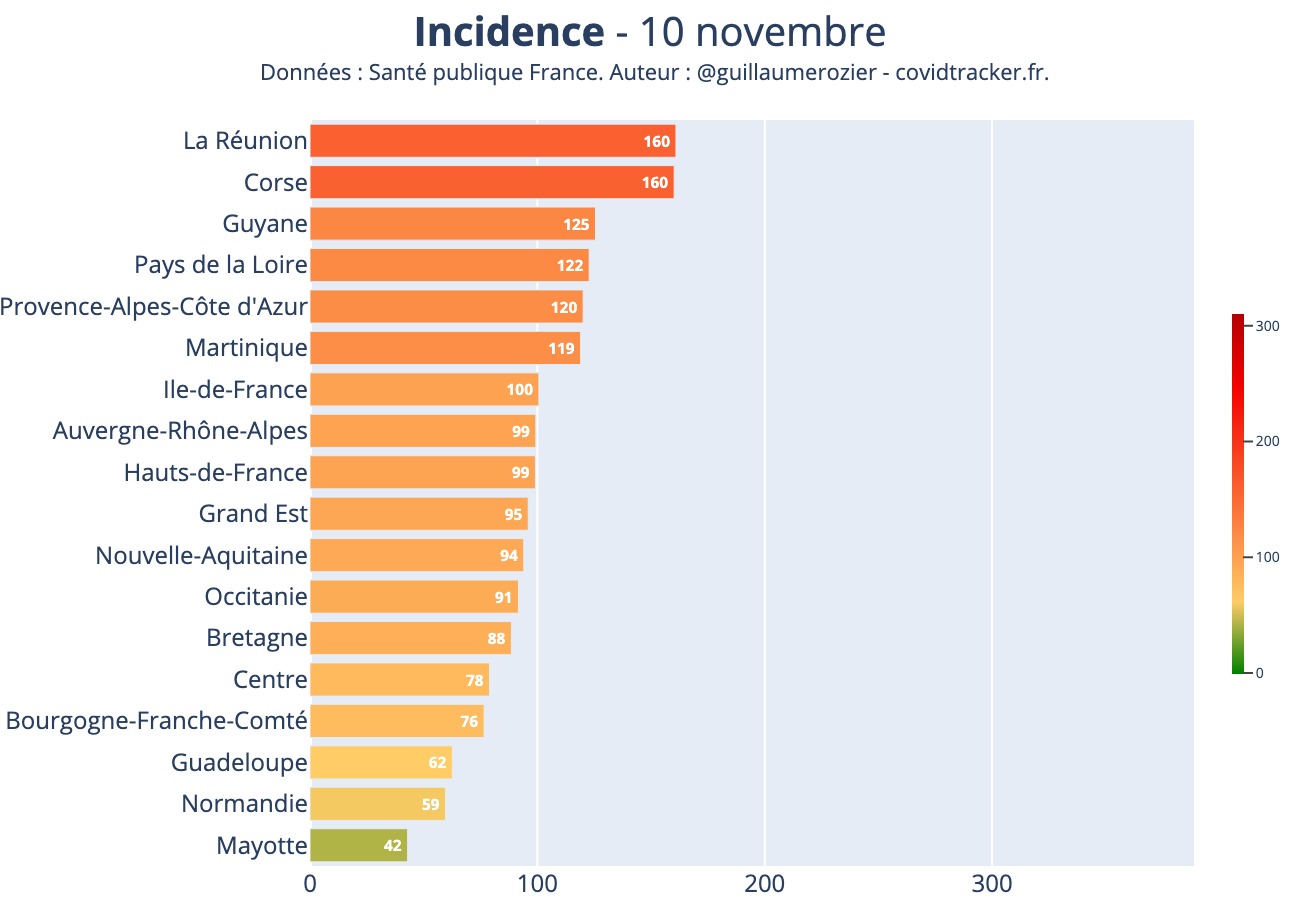 Incidence - 10 novembre
Données : Santé publique France. Auteur : @guillaumerozier - covidtracker.fr.
La Réunion 160
Corse 160
Guyane 125
Pays de la Loire 122
Provence-Alpes-Côte d'Azur 120
Martinique 119
Ile-de-France 100
Auvergne-Rhône-Alpes 99
Hauts-de-France 99
Grand Est 95
Nouvelle-Aquitaine 94
Occitanie 91
Bretagne 88
Centre 78
Bourgogne-Franche-Comté 76
Guadeloupe 62
Normandie 59
Mayotte 42
0 100 200 300
300
200
100
0